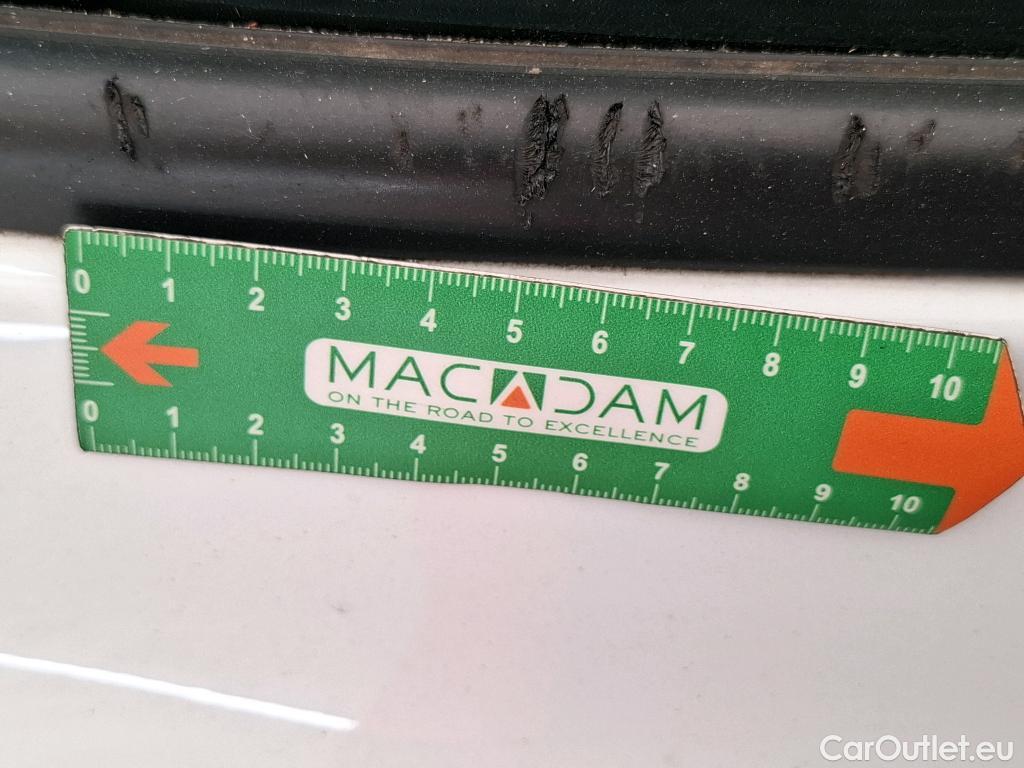 0 1 2 3 4 5 6 7 8 9 10
MACADAM
ON THE ROAD TO EXCELLENCE
0 1 2 3 4 5 6 7 8 9 10
CarOutlet.eu